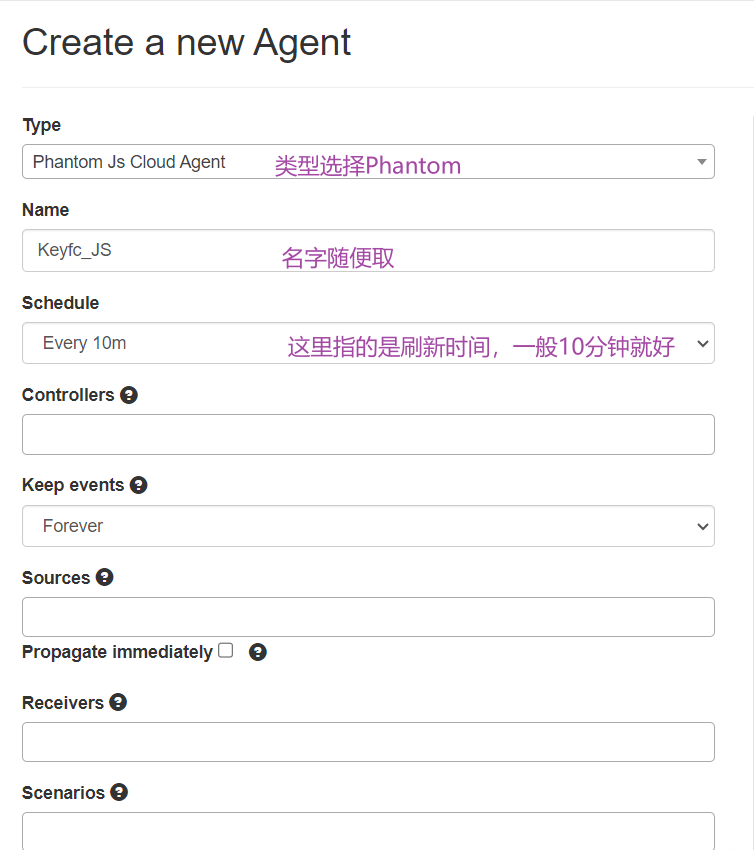 Create a new Agent
Type
Phantom Js Cloud Agent 类型选择Phantom
Name
Keyfc_JS 名字随便取
Schedule
Every 10m 这里指的是刷新时间，一般10分钟就好
Controllers ?
Keep events ?
Forever
Sources ?
Propagate immediately ?
Receivers ?
Scenarios ?